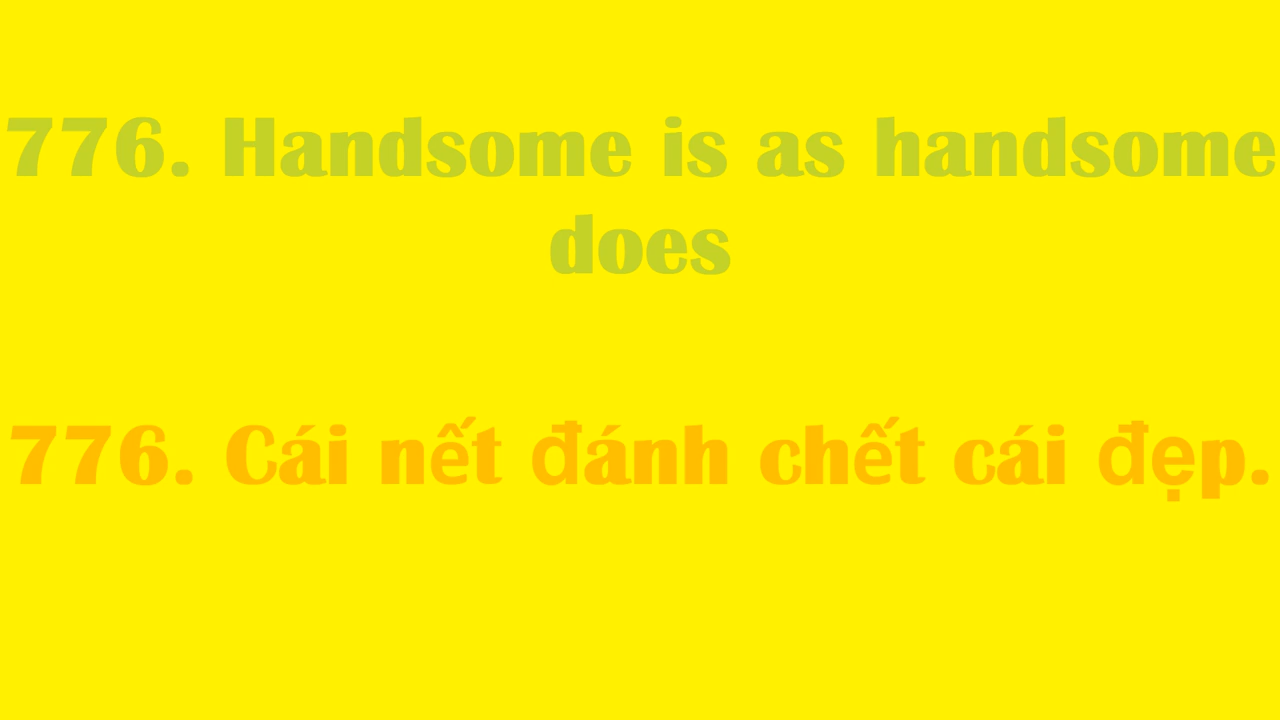 776. Handsome is as handsome
does
776. Cái nết đánh chết cái đẹp.